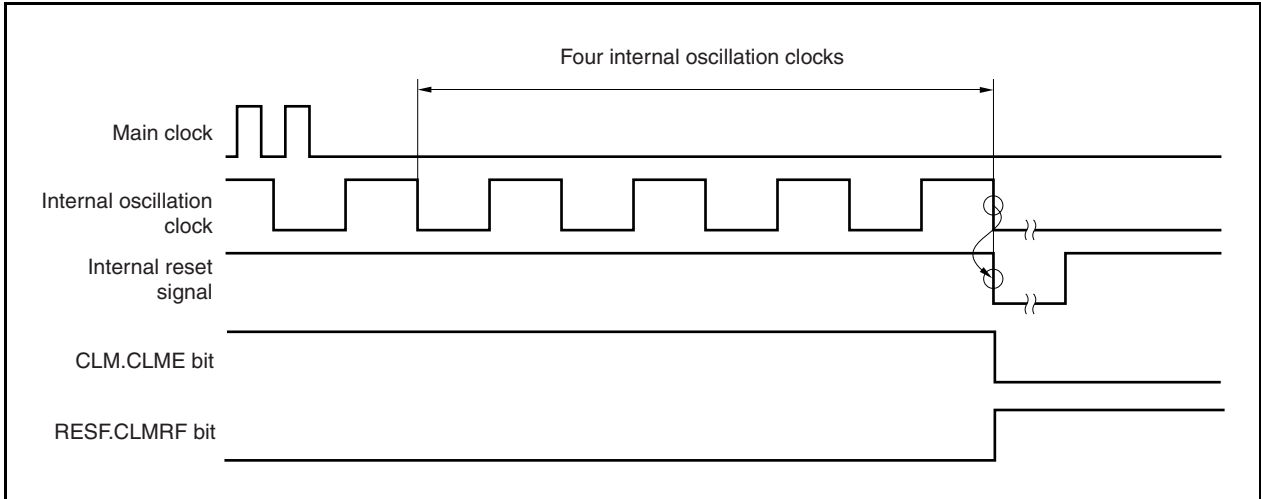 Four internal oscillation clocks
Main clock
Internal oscillation
clock
Internal reset
signal
CLM.CLME bit
RESF.CLMRF bit